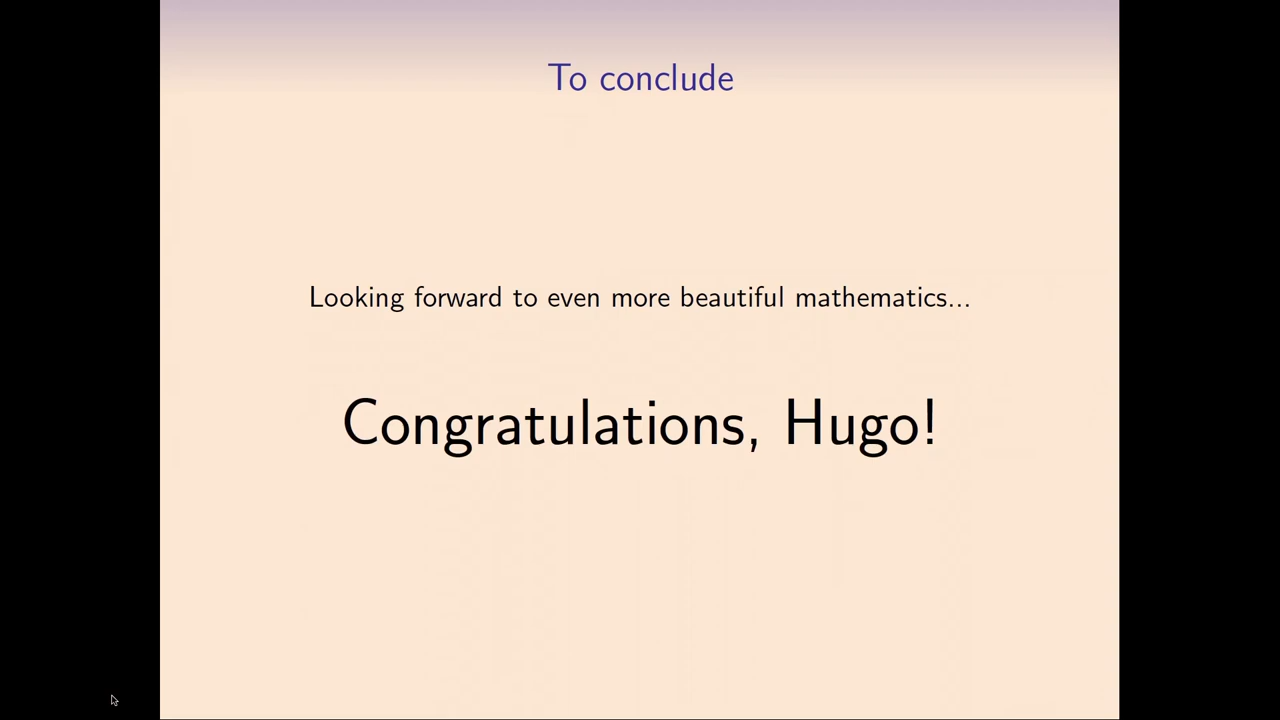 To conclude
Looking forward to even more beautiful mathematics...
Congratulations, Hugo!